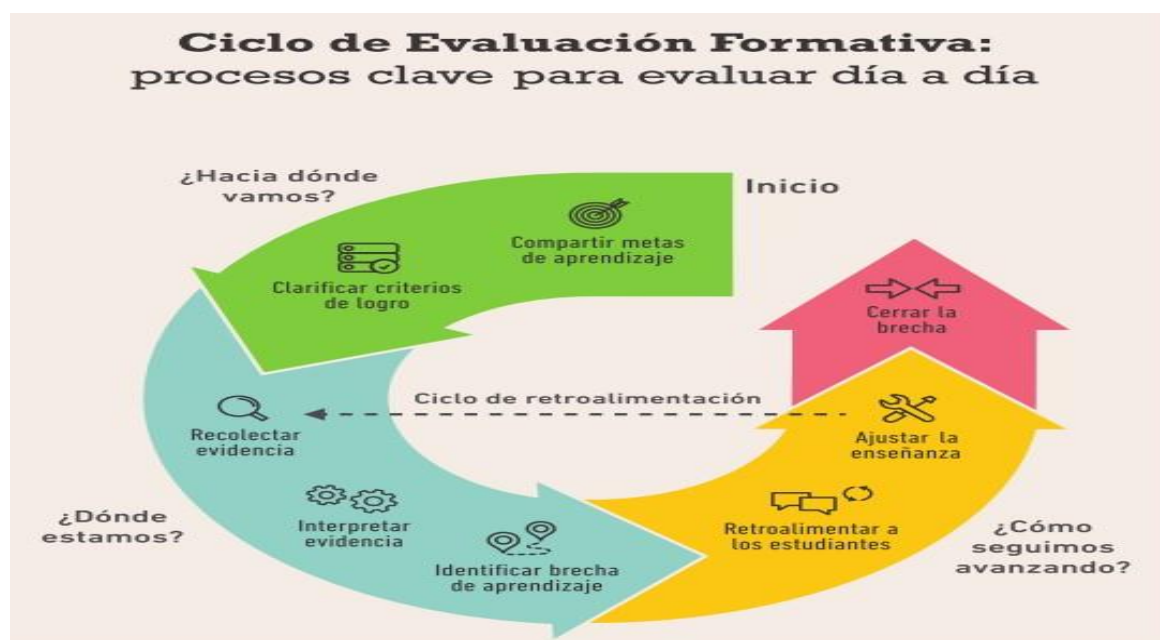 Ciclo de Evaluación Formativa:
procesos clave para evaluar día a día
¿Hacia dónde
vamos?
Inicio
Compartir metas
de aprendizaje
Clarificar criterios
de logro
Cerrar la
brecha
Ciclo de retroalimentación
Recolectar
evidencia
Ajustar la
enseñanza
¿Dónde
estamos?
Interpretar
evidencia
Identificar brecha
de aprendizaje
Retroalimentar a
los estudiantes
¿Cómo
seguimos
avanzando?